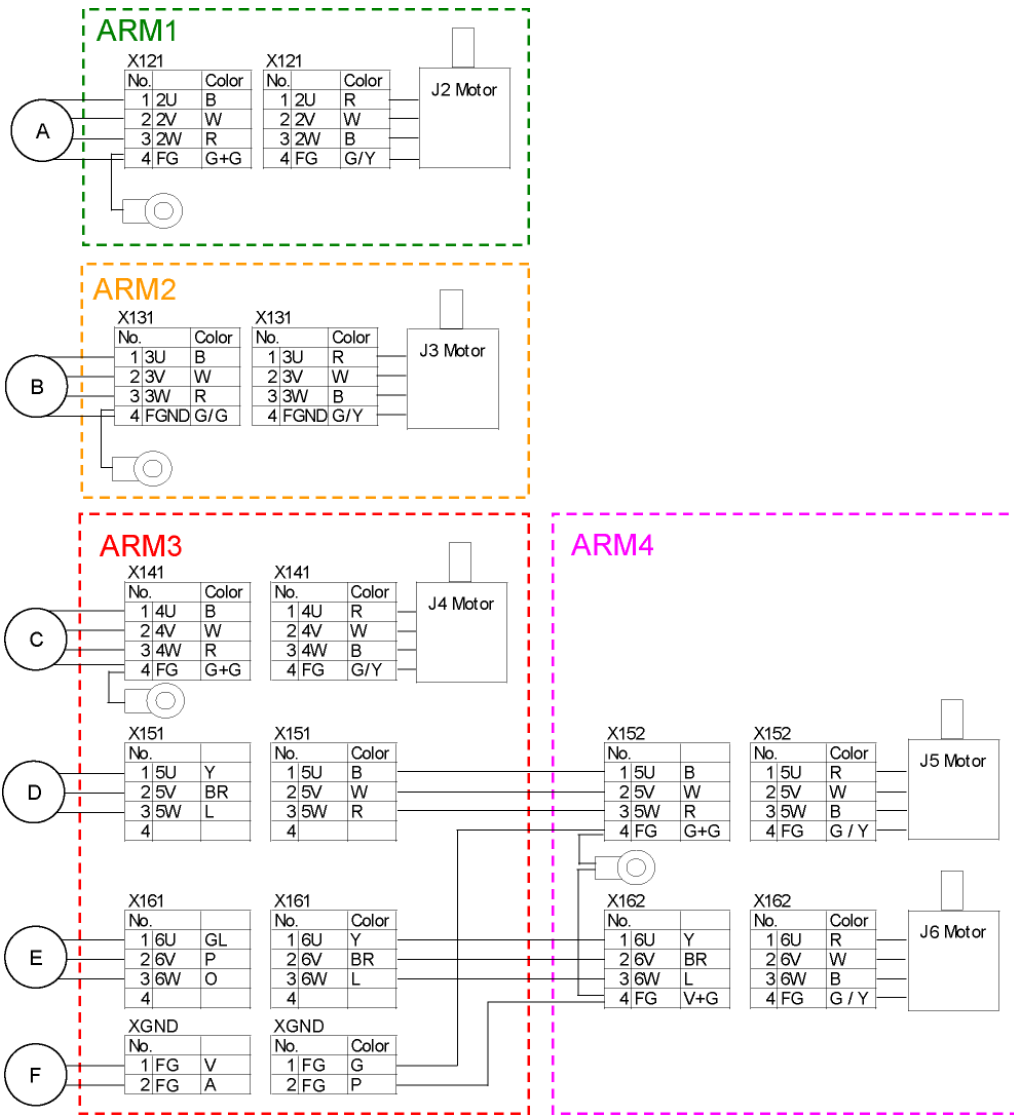 ARM1
X121 X121
No. Color No. Color
J2 Motor
1 2U B 1 2U R
A
2 2V W 2 2V W
3 2W R 3 2W B
4 FG G+G 4 FG G/Y
ARM2
X131 X131
No. Color No. Color
J3 Motor
1 3U B 1 3U R
2 3V W 2 3V W
B
3 3W R 3 3W B
4 FGND G/G 4 FGND G/Y
ARM3
X141 X141
No. Color No. Color
J4 Motor
1 4U B 1 4U R
2 4V W 2 4V W
C
3 4W R 3 4W B
4 FG G+G 4 FG G/Y
X151 X151
No. No. Color
1 5U Y 1 5U B
D
2 5V BR 2 5V W
3 5W L 3 5W R
4 4
X161 X161
No. No. Color
1 6U GL 1 6U Y
E
2 6V P 2 6V BR
3 6W O 3 6W L
4 4
XGND XGND
No. No. Color
1 FG V 1 FG G
F
2 FG A 2 FG P
ARM4
X152 X152
No. No. Color
J5 Motor
1 5U B 1 5U R
2 5V W 2 5V W
3 5W R 3 5W B
4 FG G+G 4 FG G / Y
X162 X162
No. No. Color
J6 Motor
1 6U Y 1 6U R
2 6V BR 2 6V W
3 6W L 3 6W B
4 FG V+G 4 FG G / Y